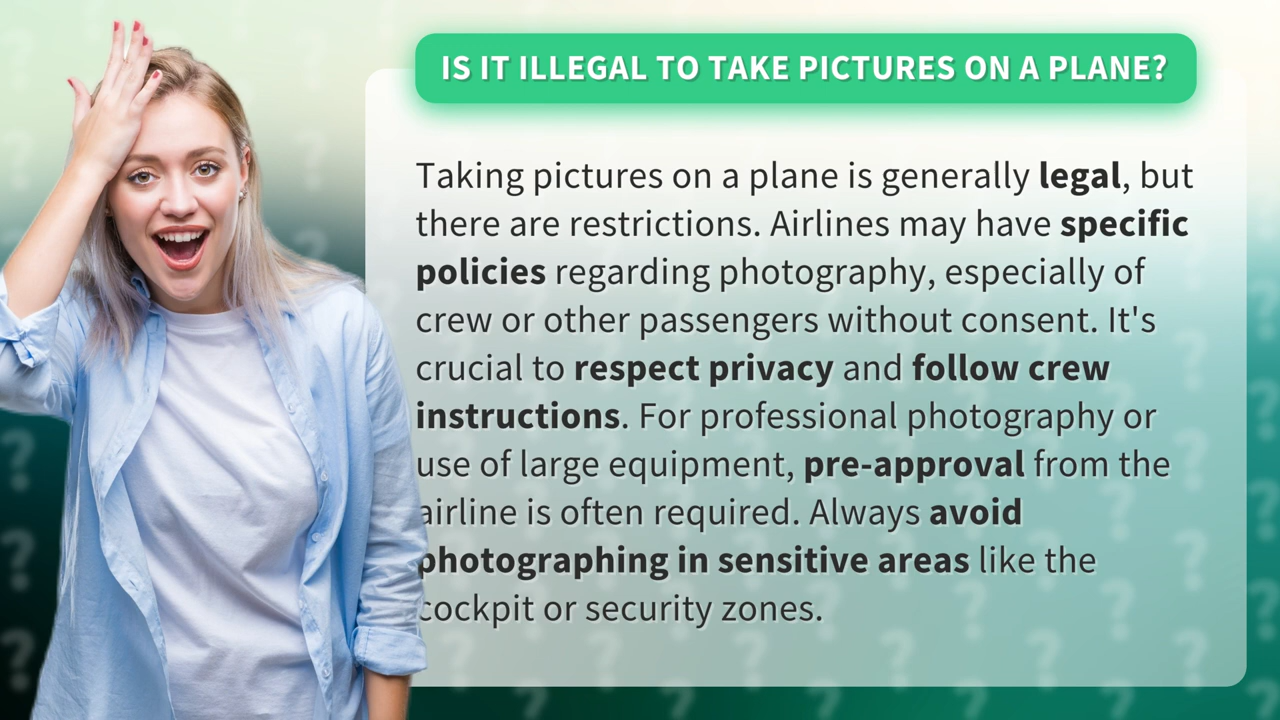 IS IT ILLEGAL TO TAKE PICTURES ON A PLANE?
Taking pictures on a plane is generally legal, but
there are restrictions. Airlines may have specific
policies regarding photography, especially of
crew or other passengers without consent. It's
crucial to respect privacy and follow crew
instructions. For professional photography or
use of large equipment, pre-approval from the
airline is often required. Always avoid
photographing in sensitive areas like the
cockpit or security zones.